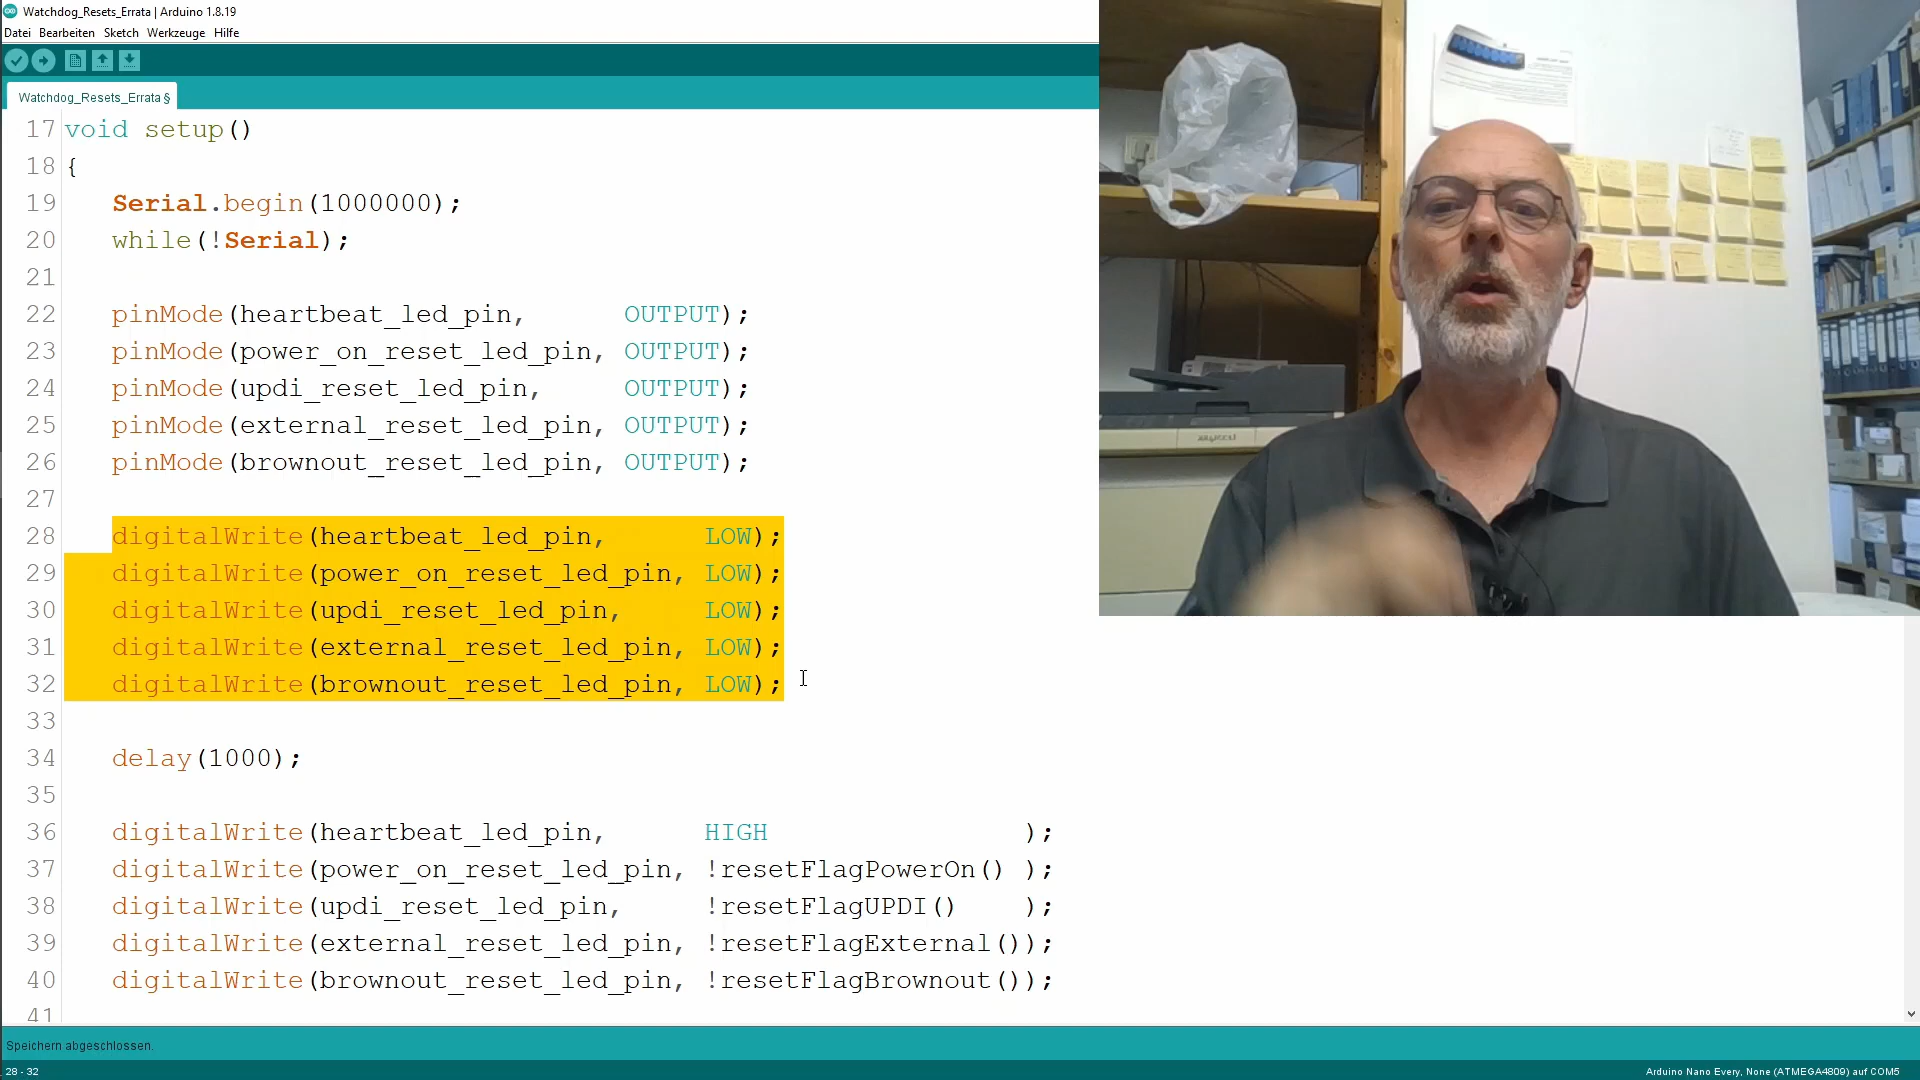 Watchdog_Resets_Errata | Arduino 1.8.19
Datei Bearbeiten Sketch Werkzeuge Hilfe
Watchdog_Resets_Errata §
17 void setup()
18 {
19 Serial.begin(1000000);
20 while(!Serial);
21
22 pinMode(heartbeat_led_pin, OUTPUT);
23 pinMode(power_on_reset_led_pin, OUTPUT);
24 pinMode(updi_reset_led_pin, OUTPUT);
25 pinMode(external_reset_led_pin, OUTPUT);
26 pinMode(brownout_reset_led_pin, OUTPUT);
27
28 digitalWrite(heartbeat_led_pin, LOW);
29 digitalWrite(power_on_reset_led_pin, LOW);
30 digitalWrite(updi_reset_led_pin, LOW);
31 digitalWrite(external_reset_led_pin, LOW);
32 digitalWrite(brownout_reset_led_pin, LOW);
33
34 delay(1000);
35
36 digitalWrite(heartbeat_led_pin, HIGH );
37 digitalWrite(power_on_reset_led_pin, !resetFlagPowerOn() );
38 digitalWrite(updi_reset_led_pin, !resetFlagUPDI() );
39 digitalWrite(external_reset_led_pin, !resetFlagExternal());
40 digitalWrite(brownout_reset_led_pin, !resetFlagBrownout());
41
Speichern abgeschlossen.
28 - 32
Arduino Nano Every, None (ATMEGA4809) auf COM5